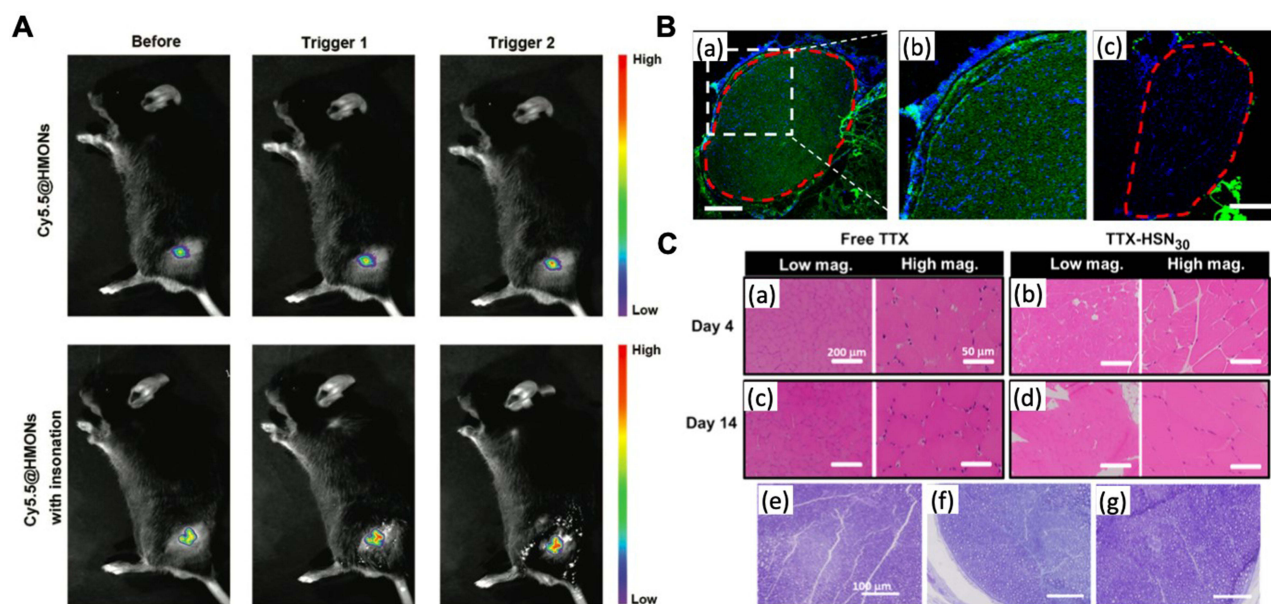 A
Before
Trigger 1
Trigger 2
Cy5.5@HMONs
High
Low
Cy5.5@HMONs
with insonation
High
Low
B
(a)
(b)
(c)
C
Free TTX
TTX-HSN30
Low mag.
High mag.
Low mag.
High mag.
Day 4
(a)
200 µm
50 µm
(b)
Day 14
(c)
(d)
(e)
100 µm
(f)
(g)